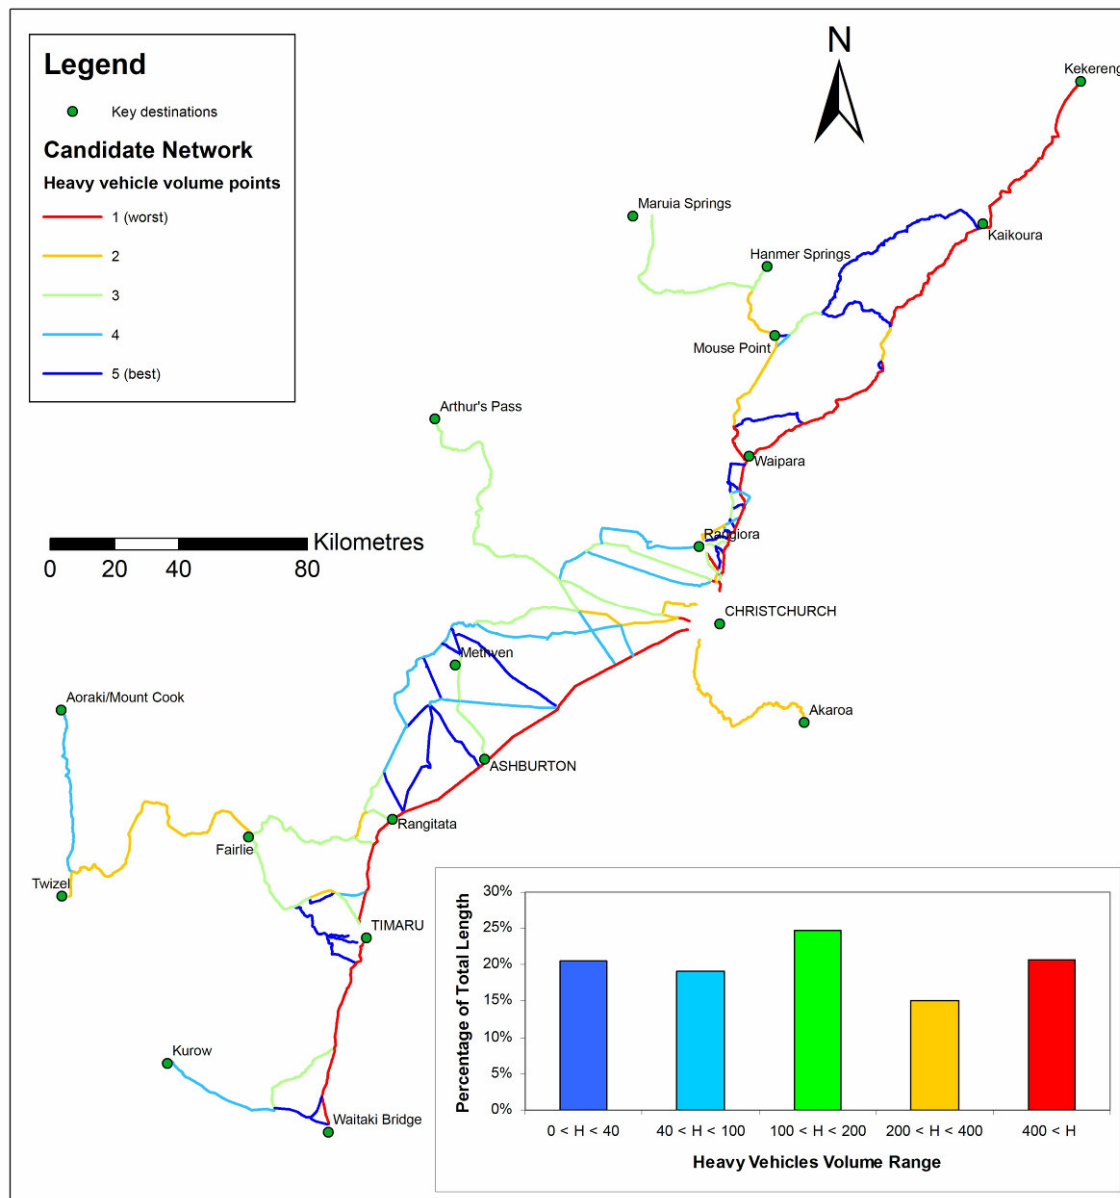 Legend
Key destinations
Candidate Network
Heavy vehicle volume points
1 (worst)
2
3
4
5 (best)
N
Kekereng
Maruia Springs
Kaikoura
Hanmer Springs
Mouse Point
Arthur's Pass
Waipara
Kilometres
0 20 40 80
Rangiora
CHRISTCHURCH
Methven
Aoraki/Mount Cook
Akaroa
ASHBURTON
Rangitata
Fairlie
Twizel
TIMARU
Kurow
Waitaki Bridge
Percentage of Total Length
30%
25%
20%
15%
10%
5%
0%
0 < H < 40 40 < H < 100 100 < H < 200 200 < H < 400 400 < H
Heavy Vehicles Volume Range